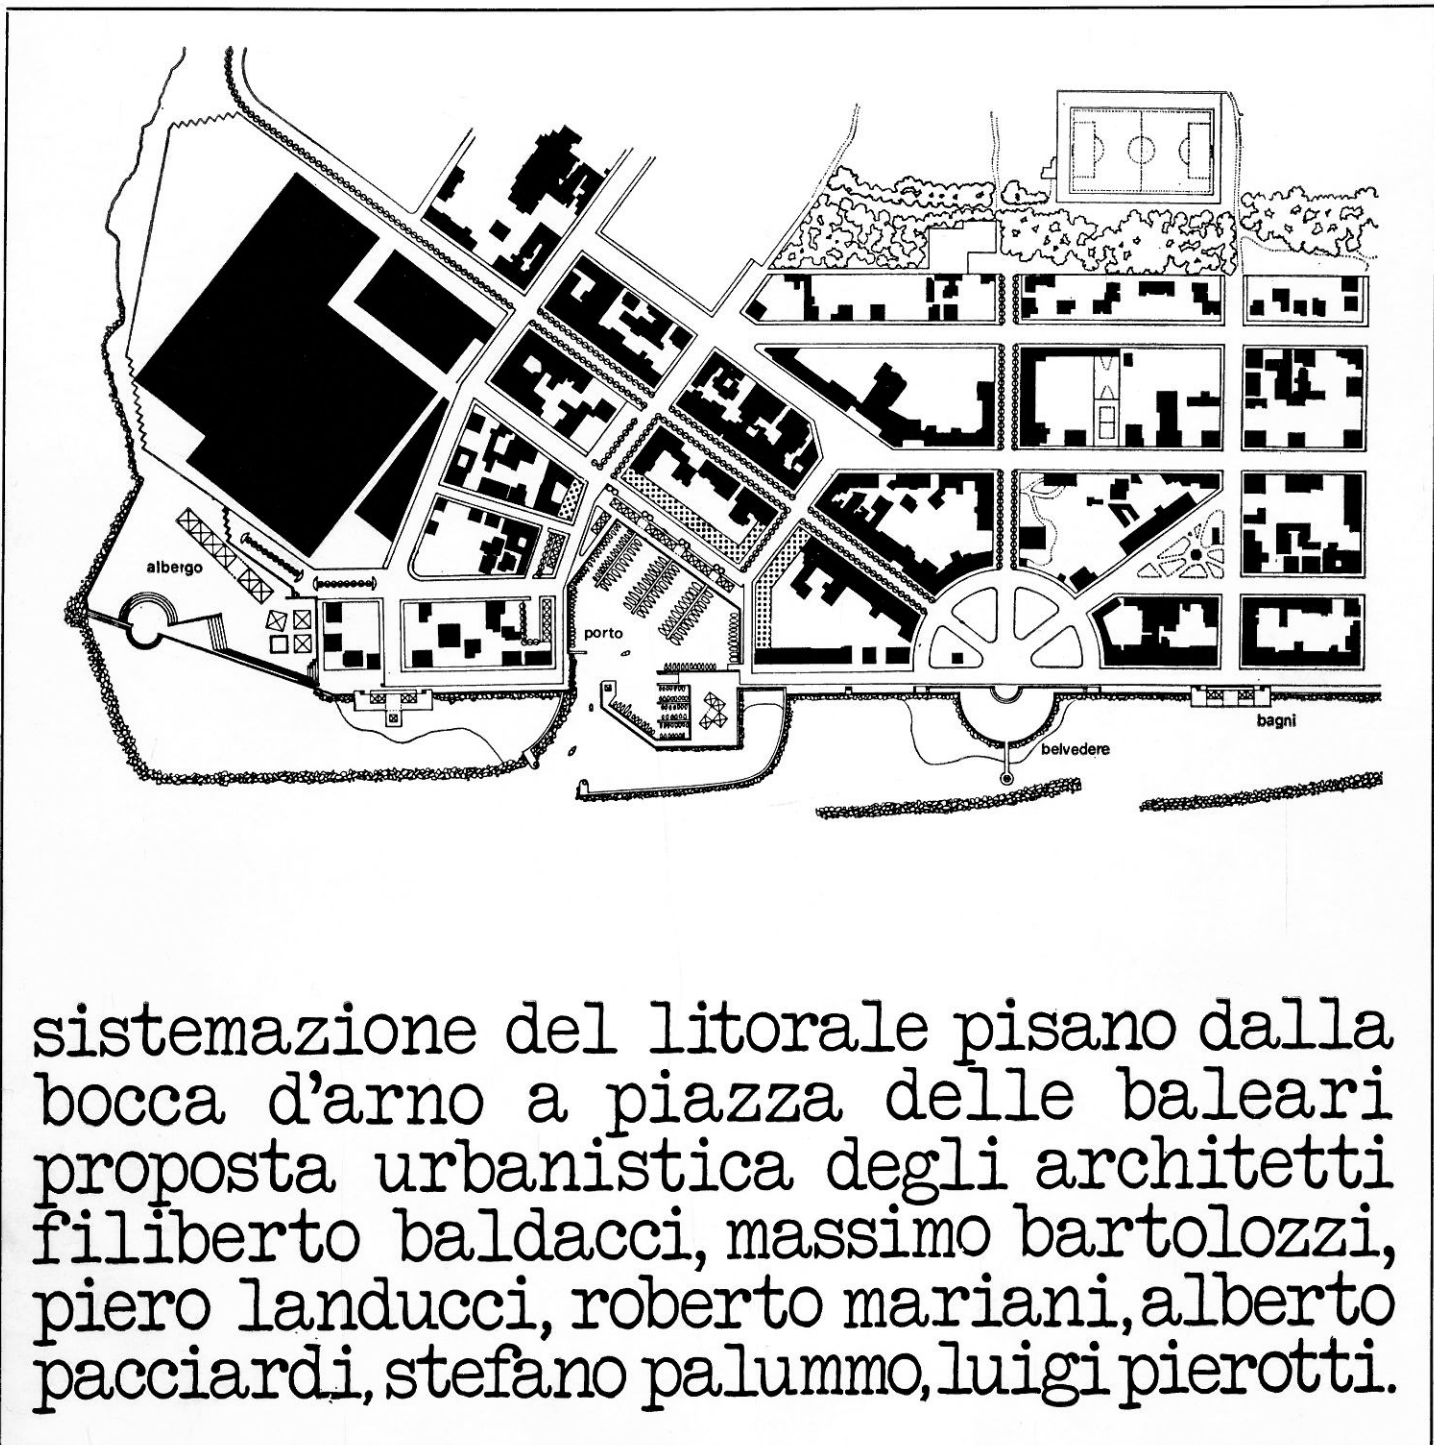 albergo
porto
bagni
belvedere
sistemazione del litorale pisano dalla
bocca d'arno a piazza delle baleari
proposta urbanistica degli architetti
filiberto baldacci, massimo bartolozzi,
piero landucci, roberto mariani, alberto
pacciardi, stefano palummo, luigi pierotti.